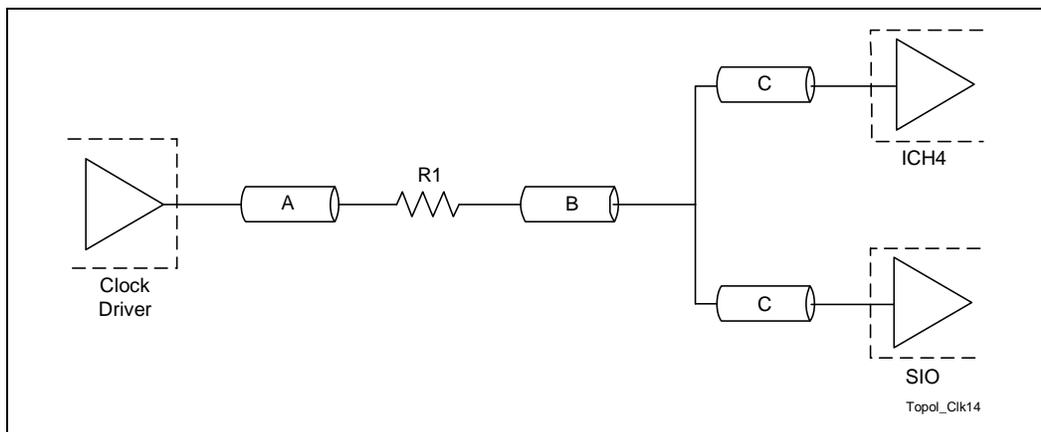 C
ICH4
R1
A
B
Clock
Driver
C
SIO
Topol_Clk14